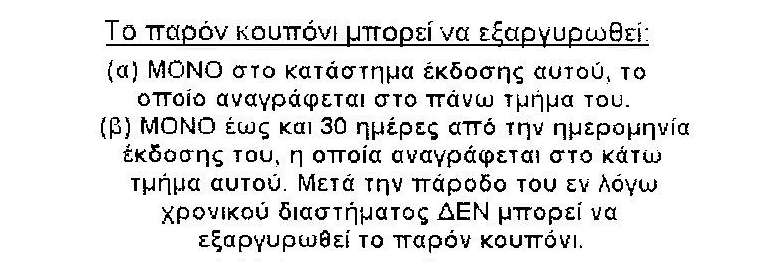 Το παρόν κουπόνι μπορεί να εξαργυρωθεί:
(α) ΜΟΝΟ στο κατάστημα έκδοσης αυτού, το
οποίο αναγράφεται στο πάνω τμήμα του.
(β) ΜΟΝΟ έως και 30 ημέρες από την ημερομηνία
έκδοσης του, η οποία αναγράφεται στο κάτω
τμήμα αυτού. Μετά την πάροδο του εν λόγω
χρονικού διαστήματος ΔΕΝ μπορεί να
εξαργυρωθεί το παρόν κουπόνι.